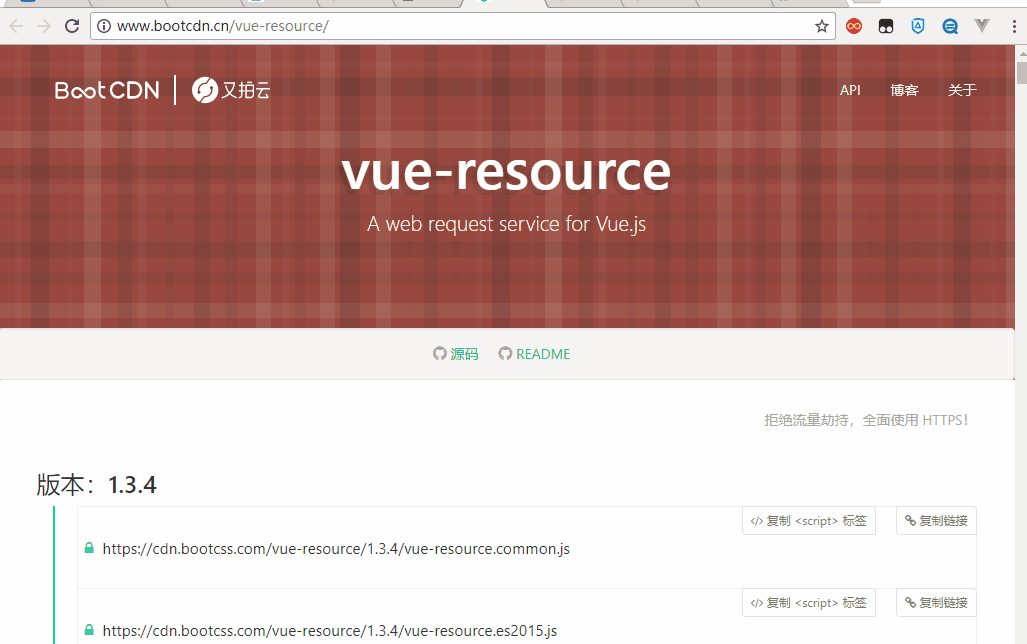 www.bootcdn.cn/vue-resource/
BootCDN 又拍云
API 博客 关于
vue-resource
A web request service for Vue.js
源码 README
拒绝流量劫持，全面使用 HTTPS！
版本：1.3.4
</> 复制 <script> 标签 复制链接
https://cdn.bootcss.com/vue-resource/1.3.4/vue-resource.common.js
</> 复制 <script> 标签 复制链接
https://cdn.bootcss.com/vue-resource/1.3.4/vue-resource.es2015.js